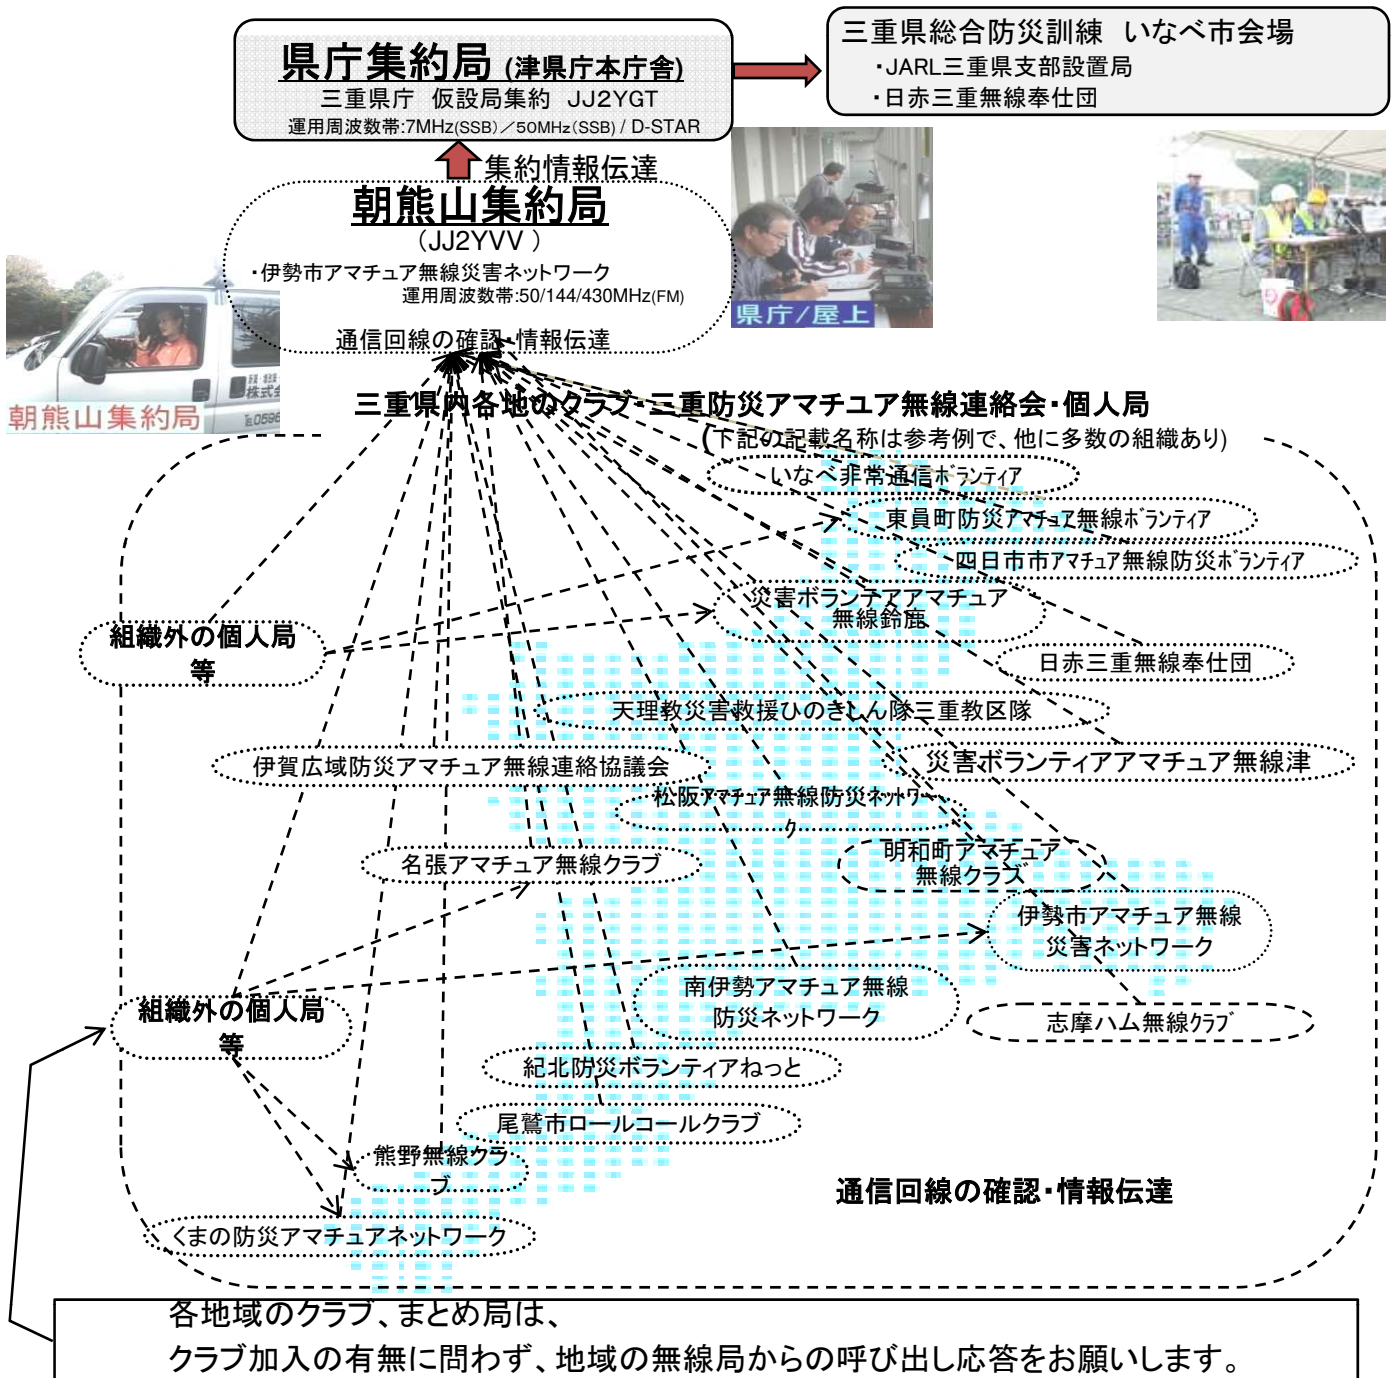 県庁集約局 (津県庁本庁舎)
三重県庁 仮設局集約 JJ2YGT
運用周波数帯:7MHz(SSB)／50MHz(SSB) / D-STAR
三重県総合防災訓練 いなべ市会場
・JARL三重県支部設置局
・日赤三重無線奉仕団
集約情報伝達
朝熊山集約局
(JJ2YVV )
・伊勢市アマチュア無線災害ネットワーク
運用周波数帯:50/144/430MHz(FM)
通信回線の確認・情報伝達
県庁/屋上
朝熊山集約局
株式会
℡0596
三重県内各地のクラブ・三重防災アマチユア無線連絡会・個人局
(下記の記載名称は参考例で、他に多数の組織あり)
いなべ非常通信ﾎﾞﾗﾝﾃｨｱ
東員町防災ｱﾏﾁｭｱ無線ﾎﾞﾗﾝﾃｨｱ
四日市市ｱﾏﾁｭｱ無線防災ﾎﾞﾗﾝﾃｨｱ
災害ボランテアアマチュア
無線鈴鹿
組織外の個人局
等
日赤三重無線奉仕団
天理教災害救援ひのきしん隊三重教区隊
伊賀広域防災アマチュア無線連絡協議会
災害ボランティアアマチュア無線津
松阪ｱﾏﾁｭｱ無線防災ﾈｯﾄﾜｰ
ｸ
名張アマチュア無線クラブ
明和町アマチュア
無線クラブ
伊勢市アマチュア無線
災害ネットワーク
南伊勢アマチュア無線
防災ネットワーク
志摩ハム無線ｸﾗﾌﾞ
組織外の個人局
等
紀北防災ボランティアねっと
尾鷲市ロールコールクラブ
熊野無線クラ
ブ
通信回線の確認・情報伝達
くまの防災アマチュアネットワーク
各地域のクラブ、まとめ局は、
クラブ加入の有無に問わず、地域の無線局からの呼び出し応答をお願いします。